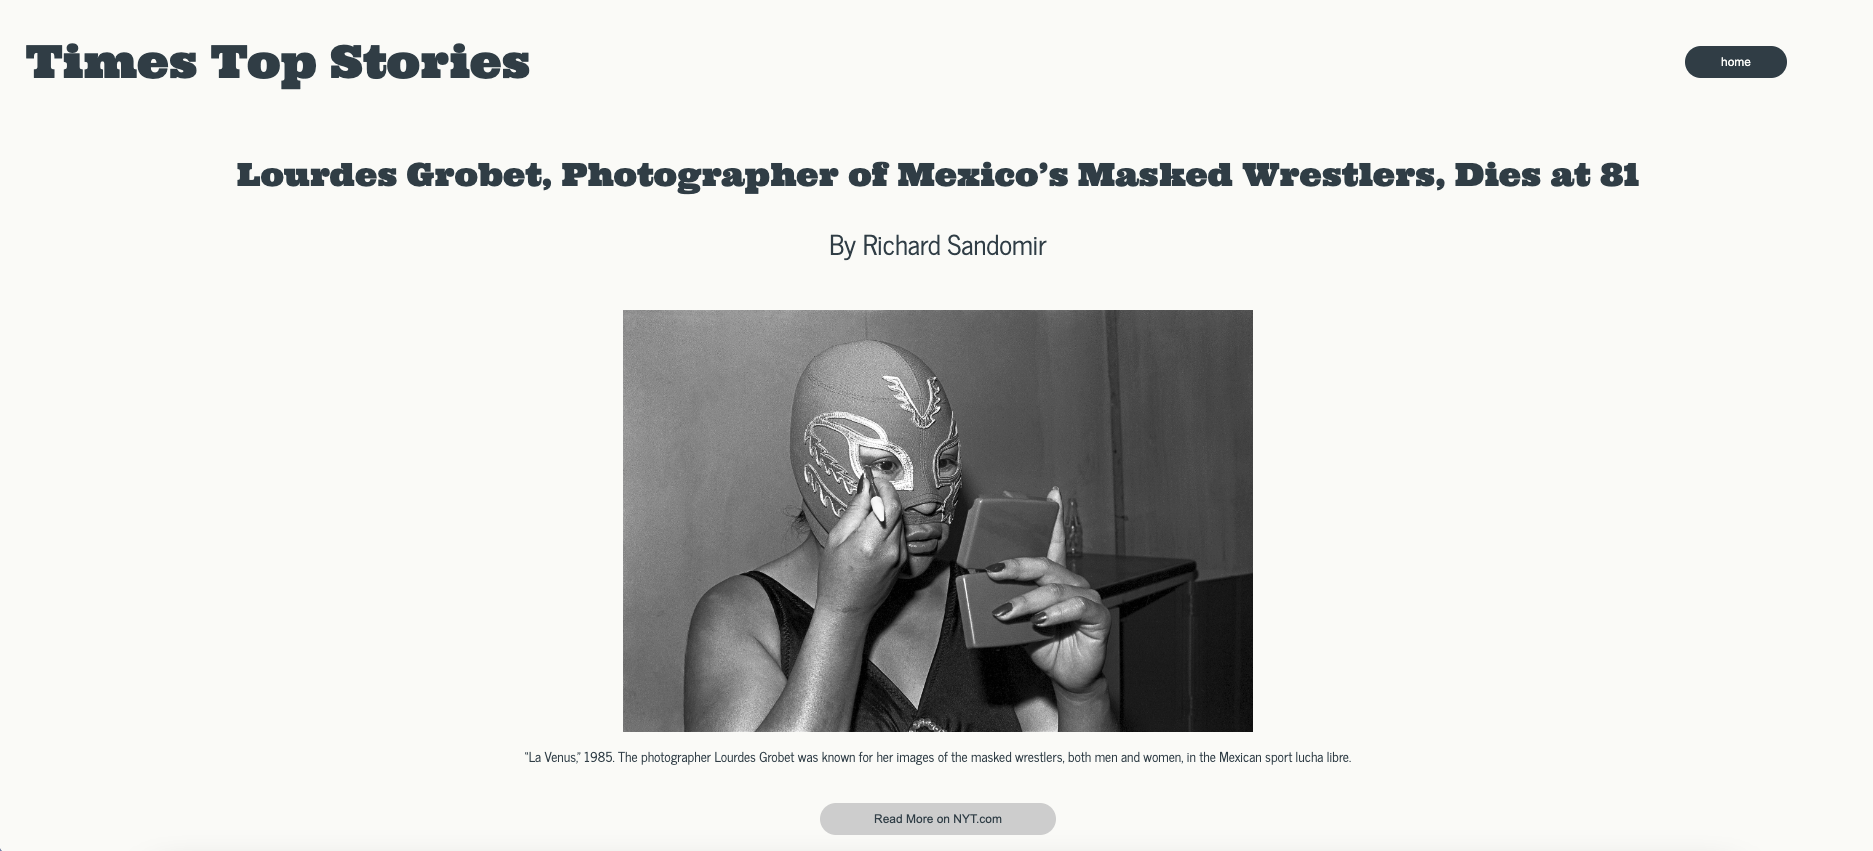 Times Top Stories
home
Lourdes Grobet, Photographer of Mexico’s Masked Wrestlers, Dies at 81
By Richard Sandomir
“La Venus,” 1985. The photographer Lourdes Grobet was known for her images of the masked wrestlers, both men and women, in the Mexican sport lucha libre.
Read More on NYT.com